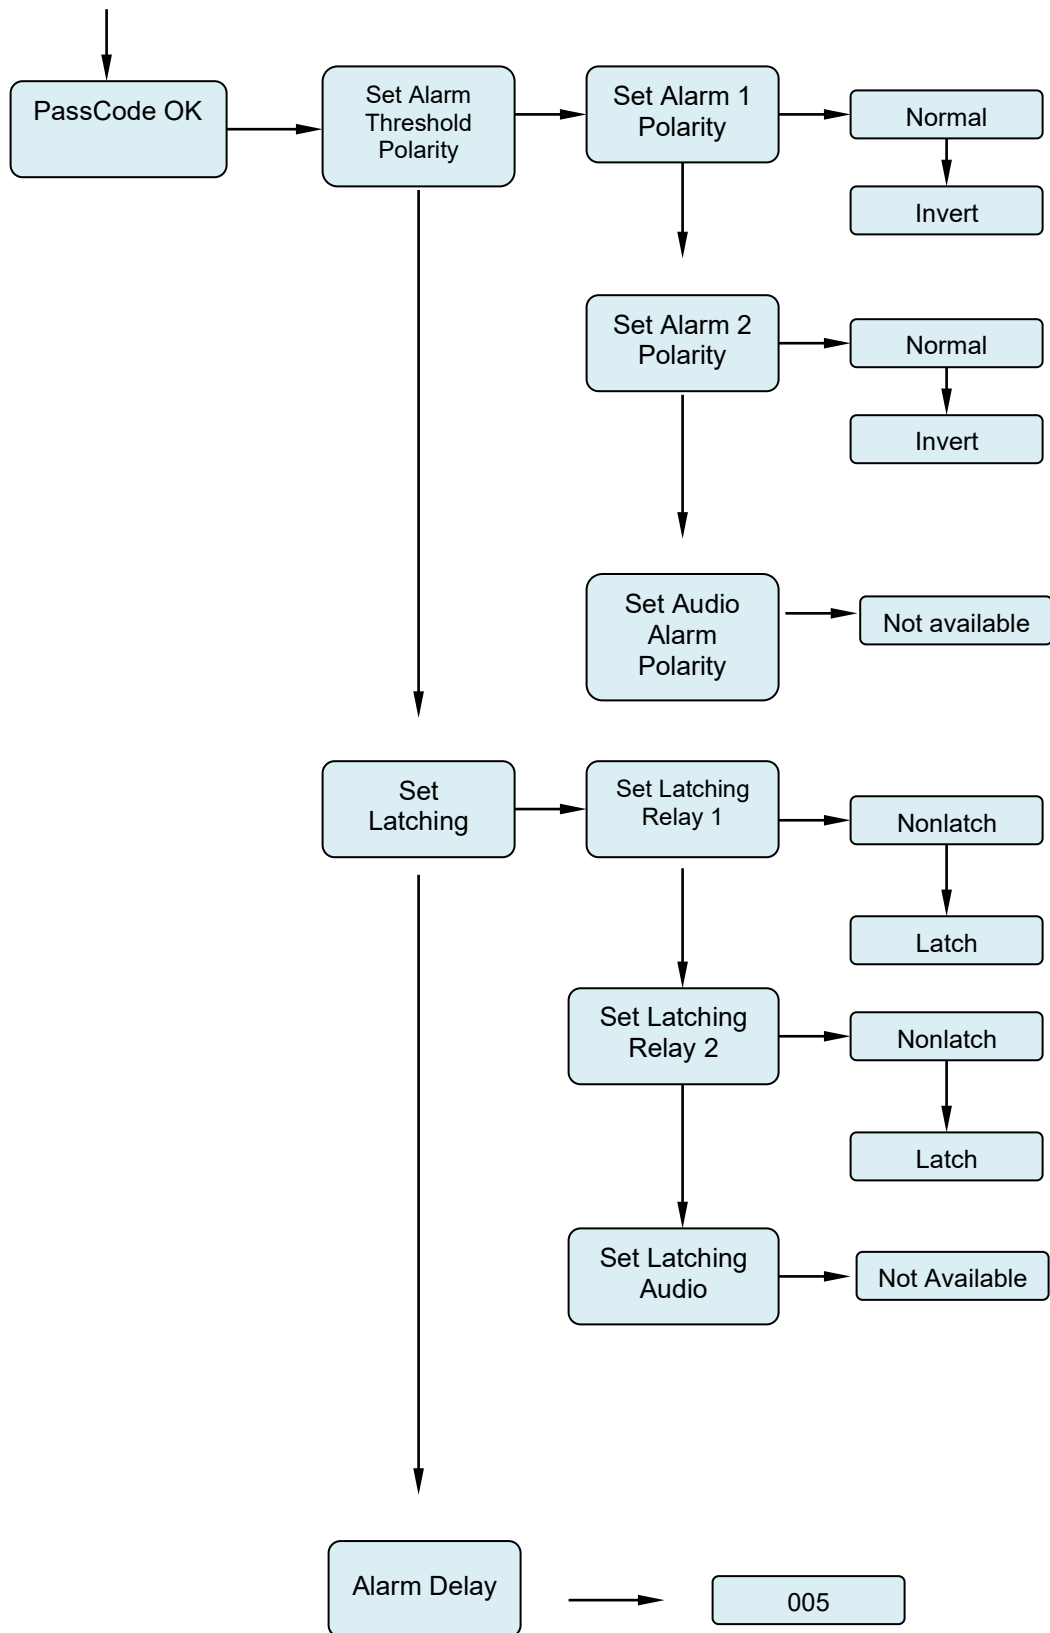 PassCode OK
Set Alarm
Threshold
Polarity
Set Alarm 1
Polarity
Normal
Invert
Set Alarm 2
Polarity
Normal
Invert
Set Audio
Alarm
Polarity
Not available
Set
Latching
Set Latching
Relay 1
Nonlatch
Latch
Set Latching
Relay 2
Nonlatch
Latch
Set Latching
Audio
Not Available
Alarm Delay
005